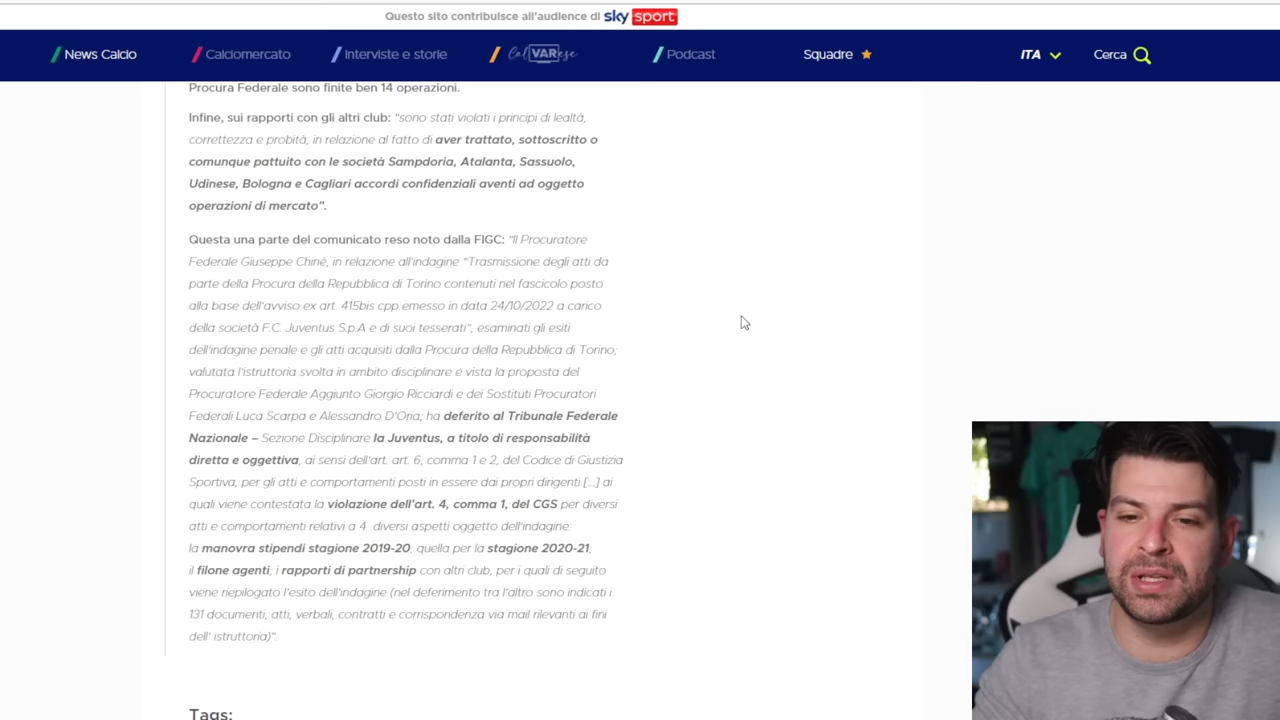 Questo sito contribuisce all'audience di sky sport
News Calcio
Calciomercato
Interviste e storie
CalVARese
Podcast
Squadre
ITA
Cerca
Procura Federale sono finite ben 14 operazioni.
Infine, sui rapporti con gli altri club: "sono stati violati i principi di lealtà,
correttezza e probità, in relazione al fatto di aver trattato, sottoscritto o
comunque pattuito con le società Sampdoria, Atalanta, Sassuolo,
Udinese, Bologna e Cagliari accordi confidenziali aventi ad oggetto
operazioni di mercato".
Questa una parte del comunicato reso noto dalla FIGC: "Il Procuratore
Federale Giuseppe Chinè, in relazione all'indagine "Trasmissione degli atti da
parte della Procura della Repubblica di Torino contenuti nel fascicolo posto
alla base dell'avviso ex art. 415bis cpp emesso in data 24/10/2022 a carico
della società F.C. Juventus S.p.A e di suoi tesserati", esaminati gli esiti
dell'indagine penale e gli atti acquisiti dalla Procura della Repubblica di Torino;
valutata l'istruttoria svolta in ambito disciplinare e vista la proposta del
Procuratore Federale Aggiunto Giorgio Ricciardi e dei Sostituti Procuratori
Federali Luca Scarpa e Alessandro D'Oria; ha deferito al Tribunale Federale
Nazionale – Sezione Disciplinare la Juventus, a titolo di responsabilità
diretta e oggettiva, ai sensi dell'art. art. 6, comma 1 e 2, del Codice di Giustizia
Sportiva, per gli atti e comportamenti posti in essere dai propri dirigenti [...] ai
quali viene contestata la violazione dell'art. 4, comma 1, del CGS per diversi
atti e comportamenti relativi a 4 diversi aspetti oggetto dell'indagine:
la manovra stipendi stagione 2019-20; quella per la stagione 2020-21;
il filone agenti; i rapporti di partnership con altri club, per i quali di seguito
viene riepilogato l'esito dell'indagine (nel deferimento tra l'altro sono indicati i
131 documenti, atti, verbali, contratti e corrispondenza via mail rilevanti ai fini
dell' istruttoria)".
Tags: